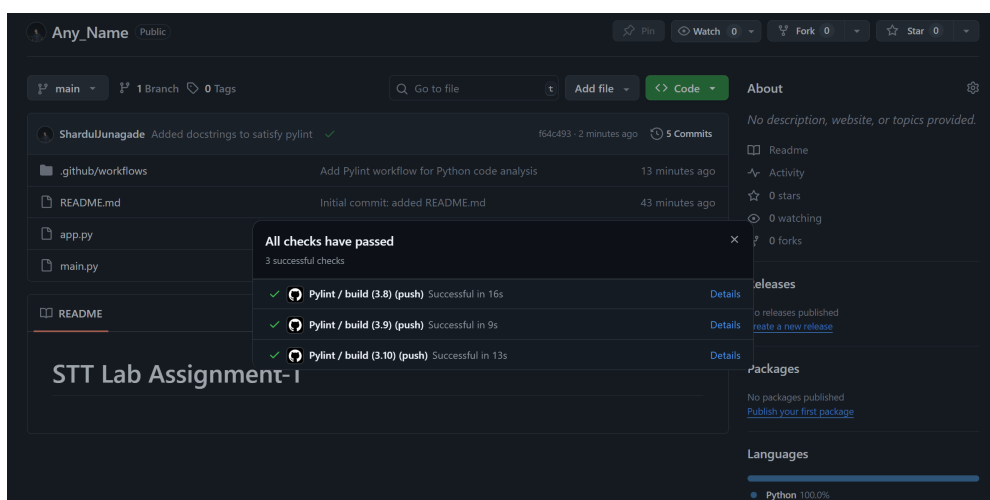 Any_Name Public
Pin Watch 0 Fork 0 Star 0
main 1 Branch 0 Tags Go to file t Add file Code
ShardulJunagade Added docstrings to satisfy pylint f64c493 · 2 minutes ago 5 Commits
.github/workflows Add Pylint workflow for Python code analysis 13 minutes ago
README.md Initial commit: added README.md 43 minutes ago
app.py
main.py
All checks have passed
3 successful checks
Pylint / build (3.8) (push) Successful in 16s Details
Pylint / build (3.9) (push) Successful in 9s Details
Pylint / build (3.10) (push) Successful in 13s Details
README
STT Lab Assignment-1
About
No description, website, or topics provided.
Readme
Activity
0 stars
0 watching
0 forks
eleases
o releases published
reate a new release
Packages
No packages published
Publish your first package
Languages
Python 100.0%